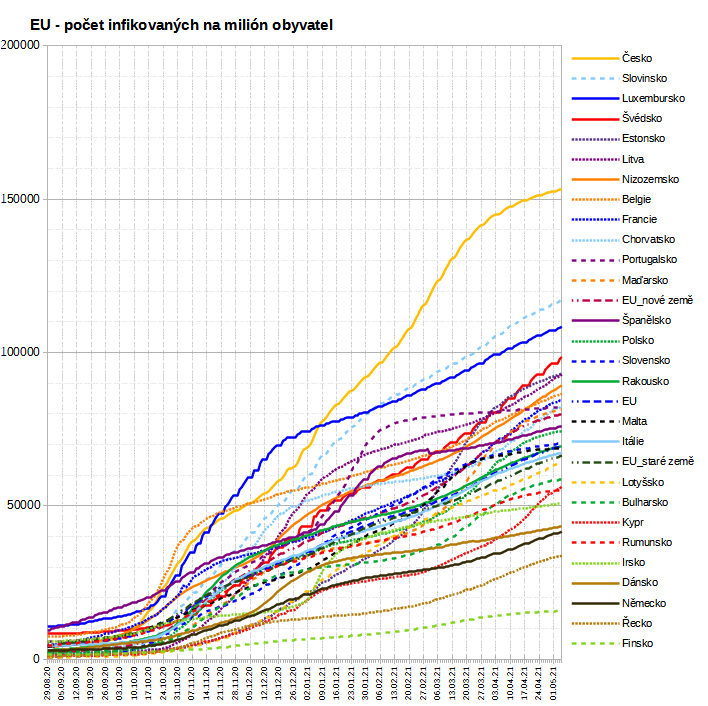 EU - počet infikovaných na milión obyvatel
200000
150000
100000
50000
0
29.08.20
05.09.20
12.09.20
19.09.20
26.09.20
03.10.20
10.10.20
17.10.20
24.10.20
31.10.20
07.11.20
14.11.20
21.11.20
28.11.20
05.12.20
12.12.20
19.12.20
26.12.20
02.01.21
09.01.21
16.01.21
23.01.21
30.01.21
06.02.21
13.02.21
20.02.21
27.02.21
06.03.21
13.03.21
20.03.21
27.03.21
03.04.21
10.04.21
17.04.21
24.04.21
01.05.21
Česko
Slovinsko
Luxembursko
Švédsko
Estonsko
Litva
Nizozemsko
Belgie
Francie
Chorvatsko
Portugalsko
Maďarsko
EU_nové země
Španělsko
Polsko
Slovensko
Rakousko
EU
Malta
Itálie
EU_staré země
Lotyšsko
Bulharsko
Kypr
Rumunsko
Irsko
Dánsko
Německo
Řecko
Finsko